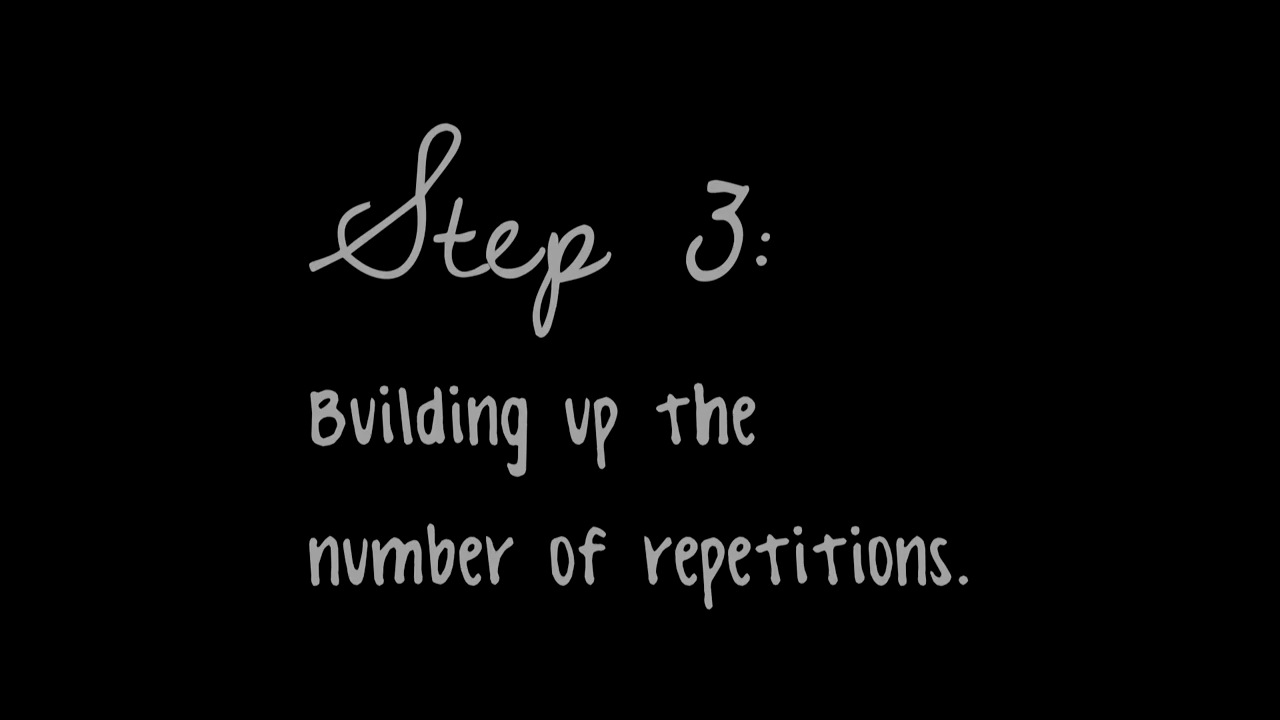 Step 3:
Building up the
number of repetitions.